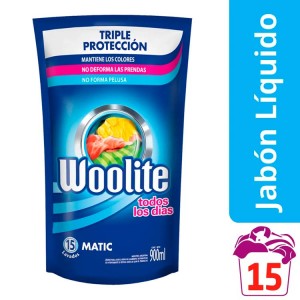 TRIPLE
PROTECCIÓN
MANTIENE LOS COLORES
NO DEFORMA LAS PRENDAS
NO FORMA PELUSA
Woolite
todos
los días
15
Lavados
MATIC
900ml
Jabón Líquido
15